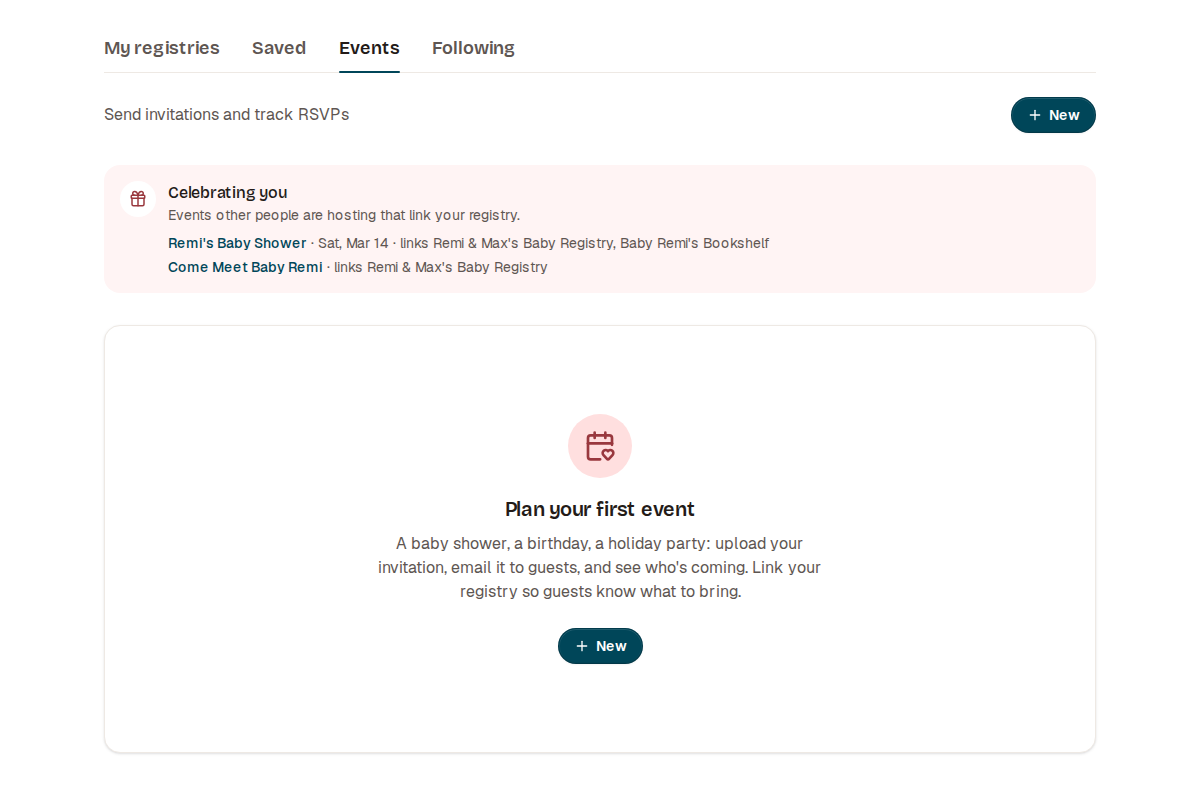 My registries Saved Events Following
Send invitations and track RSVPs
+ New
Celebrating you
Events other people are hosting that link your registry.
Remi's Baby Shower · Sat, Mar 14 · links Remi & Max's Baby Registry, Baby Remi's Bookshelf
Come Meet Baby Remi · links Remi & Max's Baby Registry
Plan your first event
A baby shower, a birthday, a holiday party: upload your
invitation, email it to guests, and see who's coming. Link your
registry so guests know what to bring.
+ New